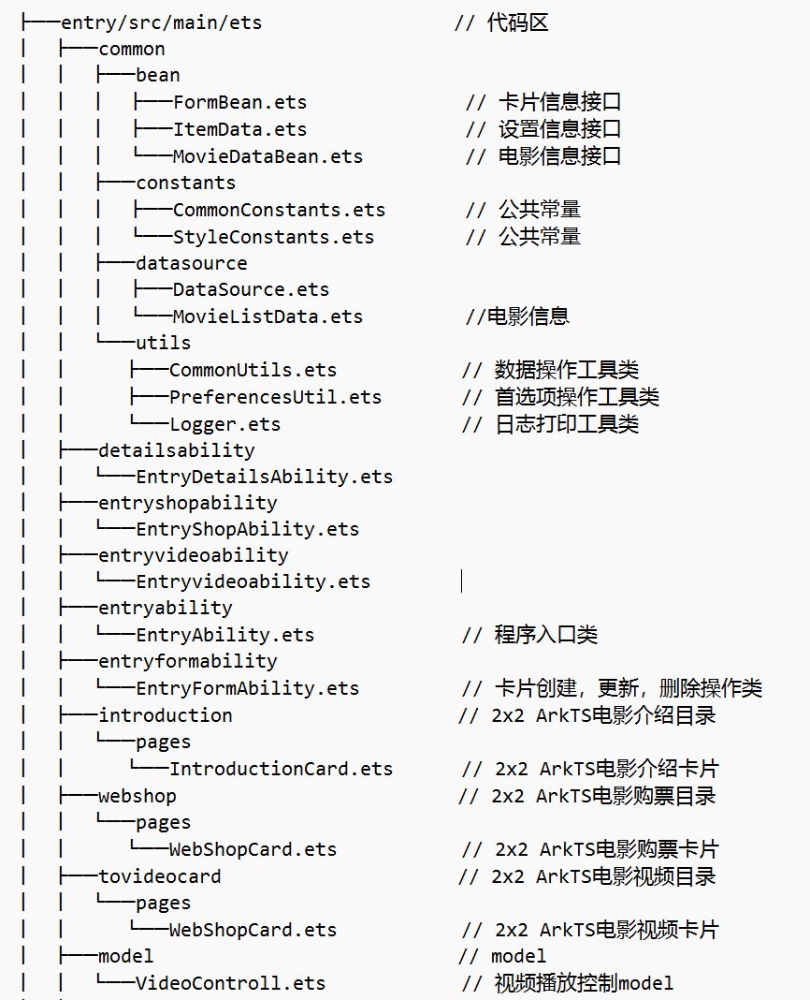 ├──entry/src/main/ets                 // 代码区
│  ├──common
│  │  ├──bean
│  │  │  ├──FormBean.ets              // 卡片信息接口
│  │  │  ├──ItemData.ets              // 设置信息接口
│  │  │  └──MovieDataBean.ets         // 电影信息接口
│  │  ├──constants
│  │  │  ├──CommonConstants.ets       // 公共常量
│  │  │  └──StyleConstants.ets        // 公共常量
│  │  ├──datasource
│  │  │  ├──DataSource.ets
│  │  │  └──MovieListData.ets         //电影信息
│  │  └──utils
│  │     ├──CommonUtils.ets           // 数据操作工具类
│  │     ├──PreferencesUtil.ets       // 首选项操作工具类
│  │     └──Logger.ets                // 日志打印工具类
│  ├──detailsability
│  │  └──EntryDetailsAbility.ets
│  ├──entryshopability
│  │  └──EntryShopAbility.ets
│  ├──entryvideoability
│  │  └──Entryvideoability.ets
│  ├──entryability
│  │  └──EntryAbility.ets             // 程序入口类
│  ├──entryformability
│  │  └──EntryFormAbility.ets         // 卡片创建，更新，删除操作类
│  ├──introduction                    // 2x2 ArkTS电影介绍目录
│  │  └──pages
│  │     └──IntroductionCard.ets      // 2x2 ArkTS电影介绍卡片
│  ├──webshop                         // 2x2 ArkTS电影购票目录
│  │  └──pages
│  │     └──WebShopCard.ets           // 2x2 ArkTS电影购票卡片
│  ├──tovideocard                     // 2x2 ArkTS电影视频目录
│  │  └──pages
│  │     └──WebShopCard.ets           // 2x2 ArkTS电影视频卡片
│  ├──model                           // model
│  │  └──VideoControll.ets            // 视频播放控制model